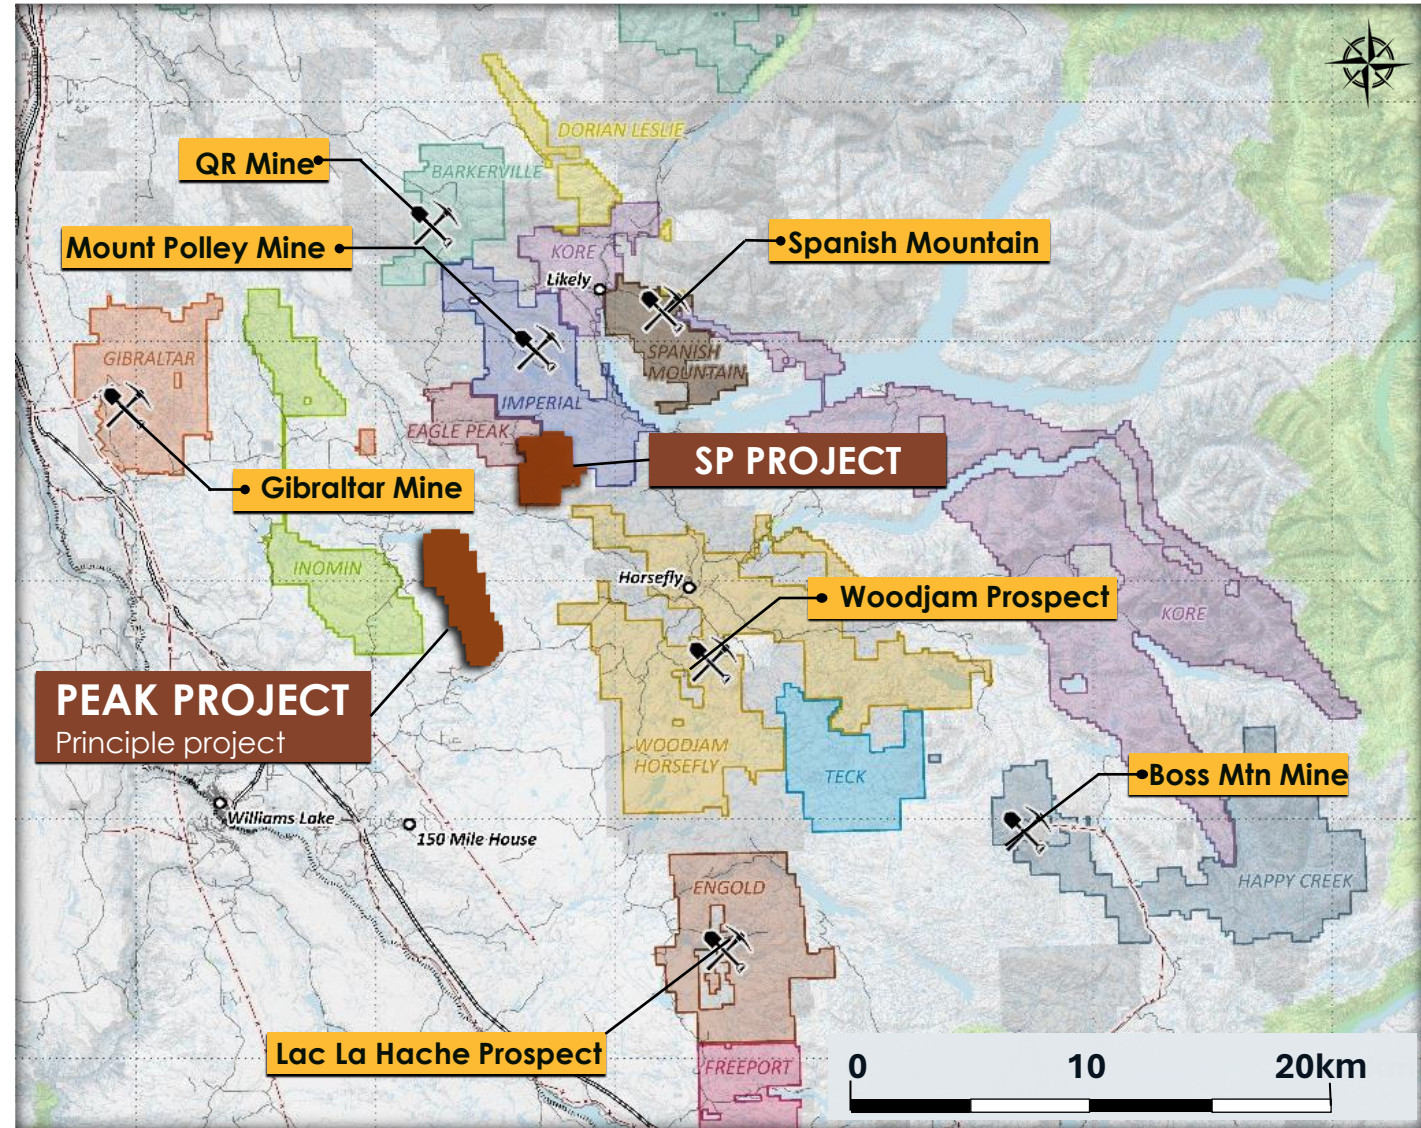 DORIAN LESLIE
QR Mine
BARKERVILLE
Mount Polley Mine
KORE
Spanish Mountain
Likely
GIBRALTAR
SPANISH
MOUNTAIN
IMPERIAL
EAGLE PEAK
SP PROJECT
Gibraltar Mine
INOMIN
Horsefly
Woodjam Prospect
KORE
PEAK PROJECT
Principle project
WOODJAM
HORSEFLY
TECK
Boss Mtn Mine
Williams Lake
150 Mile House
ENGOLD
HAPPY CREEK
Lac La Hache Prospect
FREEPORT
0 10 20km